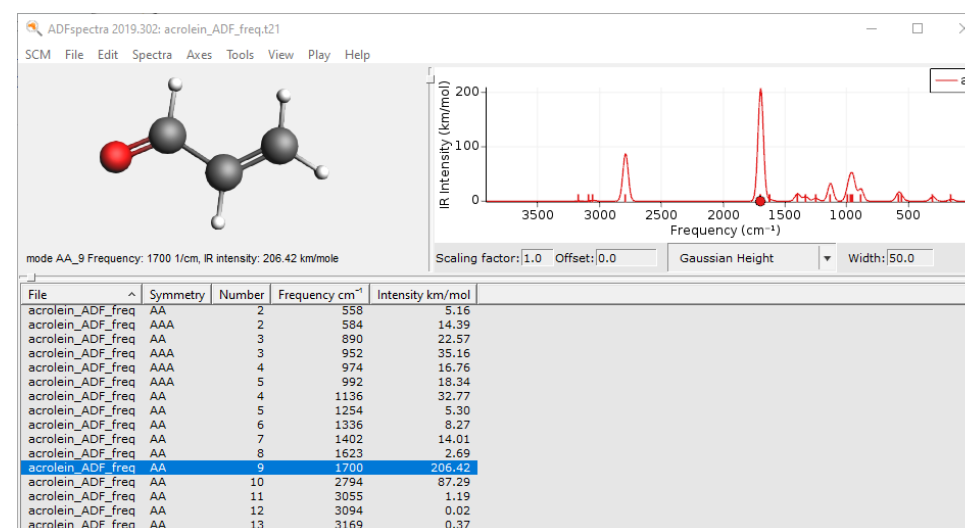 ADFspectra 2019.302: acrolein_ADF_freq.t21
SCM File Edit Spectra Axes Tools View Play Help
IR Intensity (km/mol)
200
100
0
3500 3000 2500 2000 1500 1000 500
Frequency (cm⁻¹)
mode AA_9 Frequency: 1700 1/cm, IR intensity: 206.42 km/mole
Scaling factor: 1.0 Offset: 0.0 Gaussian Height Width: 50.0
File Symmetry Number Frequency cm⁻¹ Intensity km/mol
acrolein_ADF_freq AA 2 558 5.16
acrolein_ADF_freq AAA 2 584 14.39
acrolein_ADF_freq AA 3 890 22.57
acrolein_ADF_freq AAA 3 952 35.16
acrolein_ADF_freq AAA 4 974 16.76
acrolein_ADF_freq AAA 5 992 18.34
acrolein_ADF_freq AA 4 1136 32.77
acrolein_ADF_freq AA 5 1254 5.30
acrolein_ADF_freq AA 6 1336 8.27
acrolein_ADF_freq AA 7 1402 14.01
acrolein_ADF_freq AA 8 1623 2.69
acrolein_ADF_freq AA 9 1700 206.42
acrolein_ADF_freq AA 10 2794 87.29
acrolein_ADF_freq AA 11 3055 1.19
acrolein_ADF_freq AA 12 3094 0.02
acrolein_ADF_freq AA 13 3169 0.37